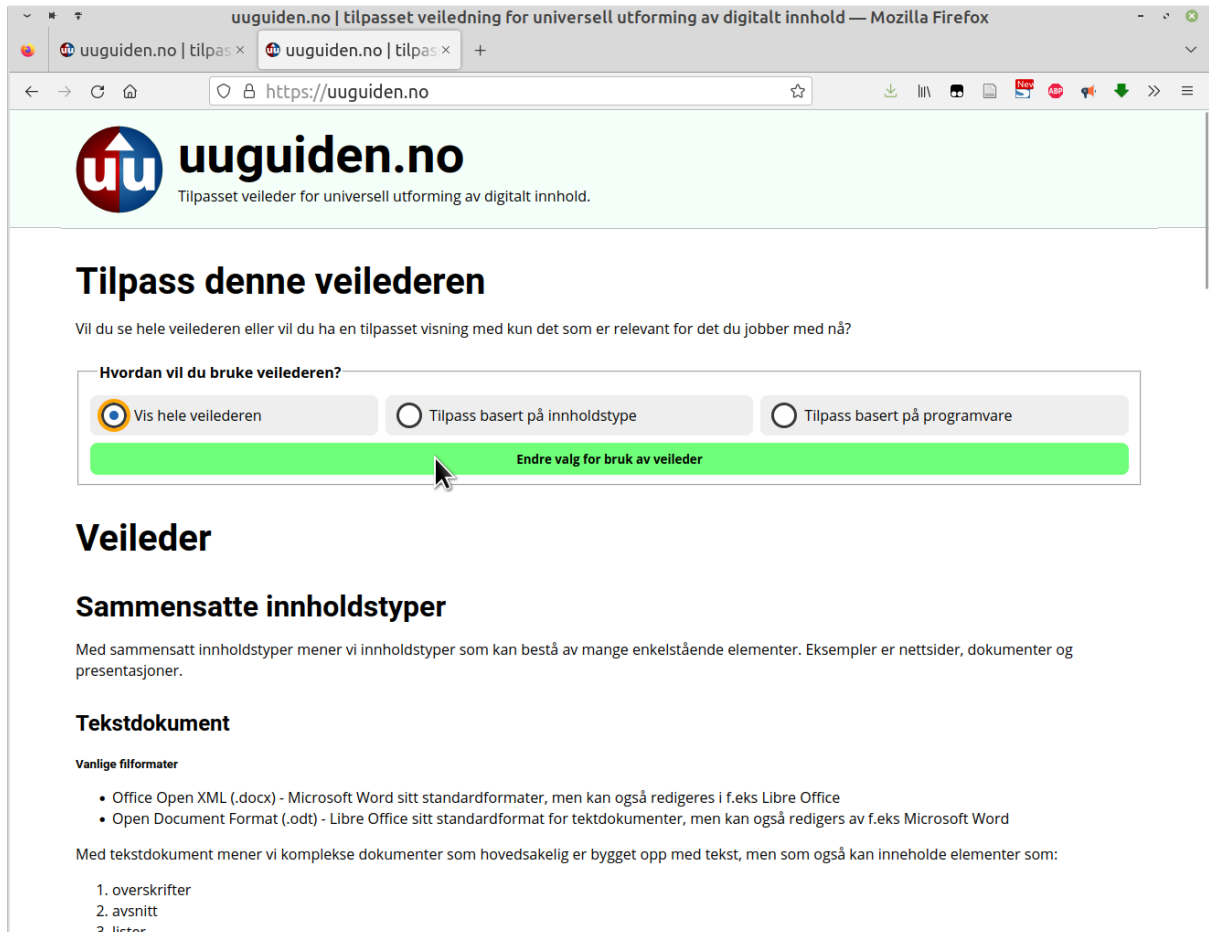 uuguiden.no | tilpasset veiledning for universell utforming av digitalt innhold — Mozilla Firefox
uuguiden.no | tilpas
uuguiden.no | tilpas
https://uuguiden.no
New
ABP
uu
uuguiden.no
Tilpasset veileder for universell utforming av digitalt innhold.
Tilpass denne veilederen
Vil du se hele veilederen eller vil du ha en tilpasset visning med kun det som er relevant for det du jobber med nå?
Hvordan vil du bruke veilederen?
Vis hele veilederen
Tilpass basert på innholdstype
Tilpass basert på programvare
Endre valg for bruk av veileder
Veileder
Sammensatte innholdstyper
Med sammensatt innholdstyper mener vi innholdstyper som kan bestå av mange enkelstående elementer. Eksempler er nettsider, dokumenter og
presentasjoner.
Tekstdokument
Vanlige filformater
• Office Open XML (.docx) - Microsoft Word sitt standardformater, men kan også redigeres i f.eks Libre Office
• Open Document Format (.odt) - Libre Office sitt standardformat for tektdokumenter, men kan også redigers av f.eks Microsoft Word
Med tekstdokument mener vi komplekse dokumenter som hovedsakelig er bygget opp med tekst, men som også kan inneholde elementer som:
1. overskrifter
2. avsnitt
3. lister